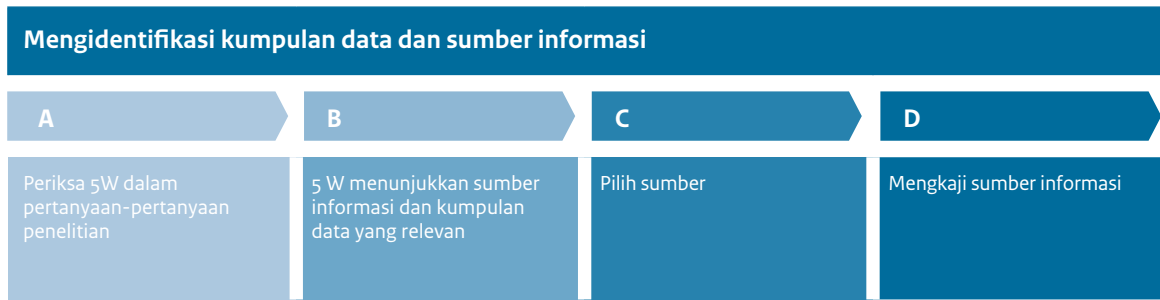 Mengidentifikasi kumpulan data dan sumber informasi
A
B
C
D
Periksa 5W dalam
pertanyaan-pertanyaan
penelitian
5 W menunjukkan sumber
informasi dan kumpulan
data yang relevan
Pilih sumber
Mengkaji sumber informasi